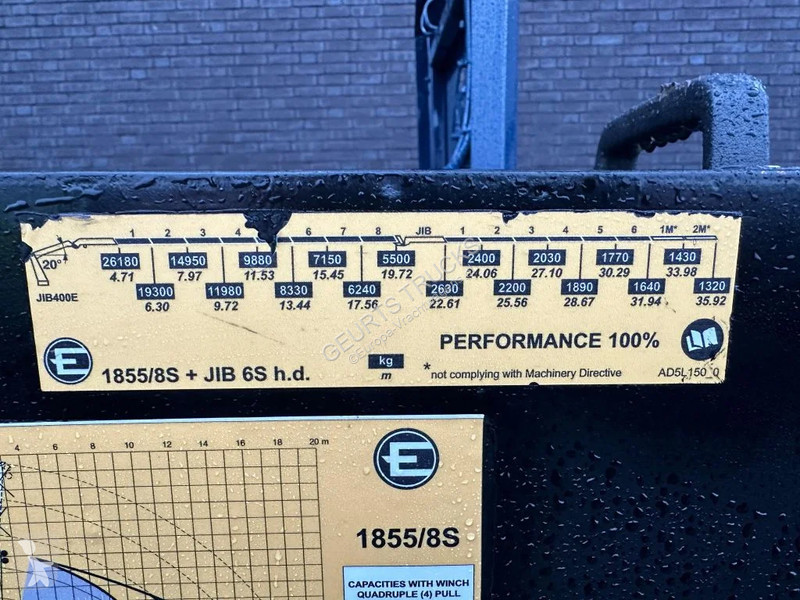 1 2 3 4 6 7 8 JIB 1 2 3 4 5 6 1M* 2M*
20°
26180 14950 9880 7150 5500 2400 2030 1770 1430
4.71 7.97 11.53 15.45 19.72 24.06 27.10 30.29 33.98
JIB400E
19300 11980 8330 6240 2630 2200 1890 1640 1320
6.30 9.72 13.44 17.56 22.61 25.56 28.67 31.94 35.92
GEURTS TRUCKS
PERFORMANCE 100%
E
1855/8S + JIB 6S h.d.
kg
m
*not complying with Machinery Directive
AD5L150_0
4 6 8 10 12 14 16 20 m
E
1855/8S
CAPACITIES WITH WINCH
QUADRUPLE (4) PULL